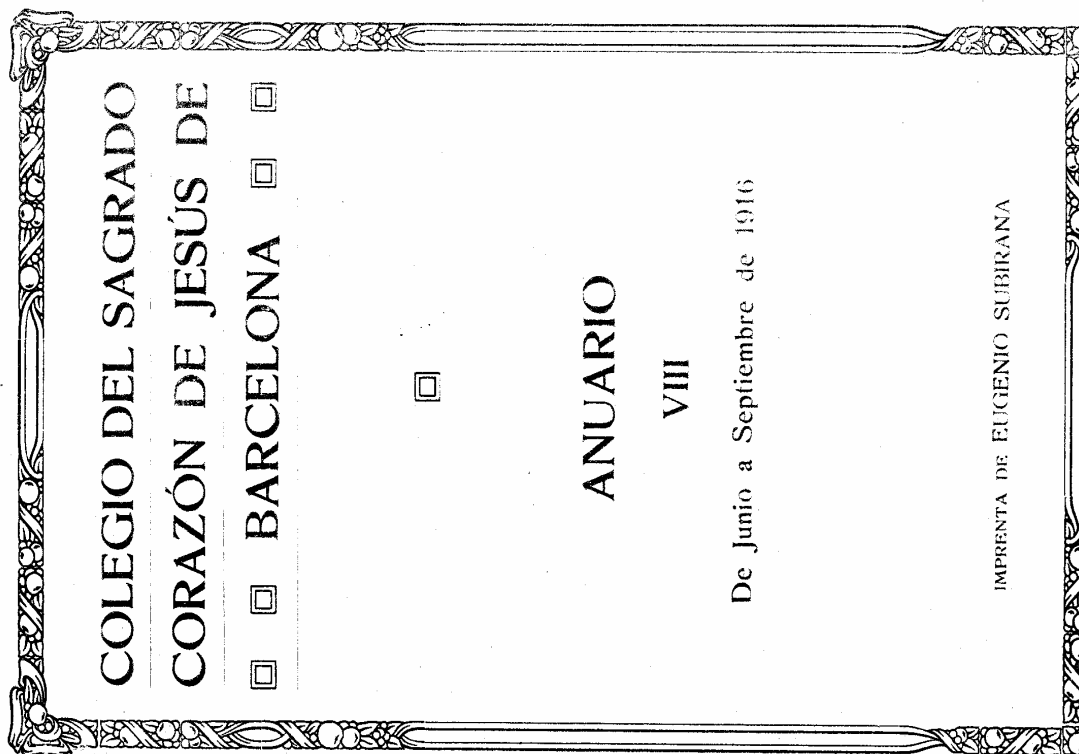 COLEGIO DEL SAGRADO
CORAZÓN DE JESÚS DE
BARCELONA
ANUARIO
VIII
De Junio a Septiembre de 1916
IMPRENTA DE EUGENIO SUBIRANA